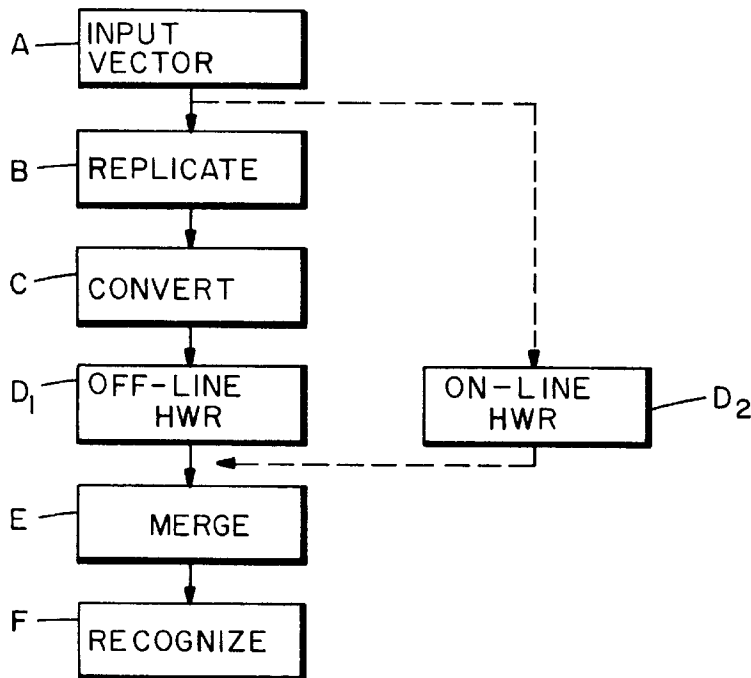 A
INPUT
VECTOR
B
REPLICATE
C
CONVERT
D1
OFF-LINE
HWR
ON-LINE
HWR
D2
E
MERGE
F
RECOGNIZE